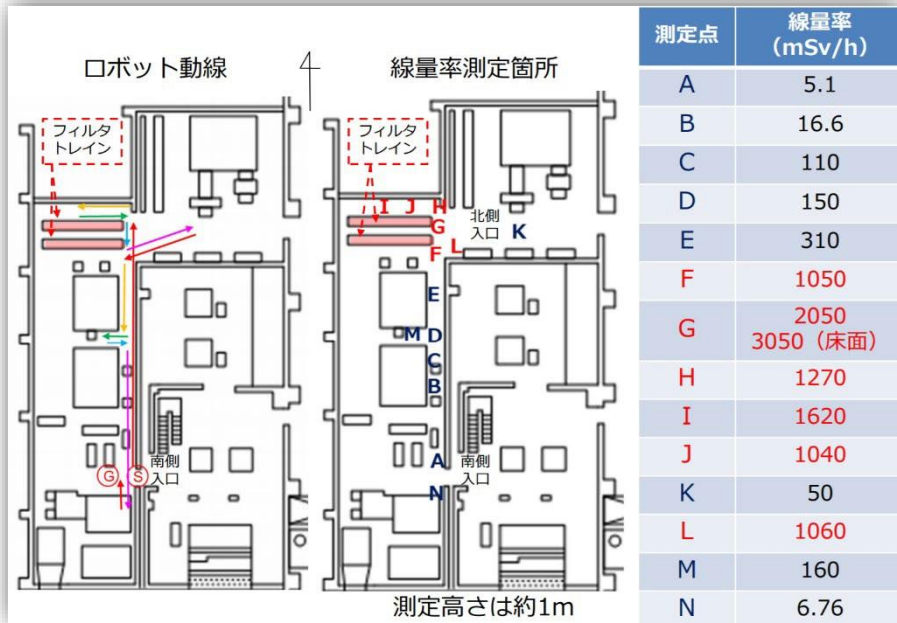 ロボット動線
フィルタ
トレイン
G
S
南側
入口
線量率測定箇所
フィルタ
トレイン
I J H
G
北側
入口
K
L
F
E
M D
C
B
A
南側
入口
N
測定高さは約1m
測定点 線量率
（mSv/h）
A 5.1
B 16.6
C 110
D 150
E 310
F 1050
G 2050
3050（床面）
H 1270
I 1620
J 1040
K 50
L 1060
M 160
N 6.76